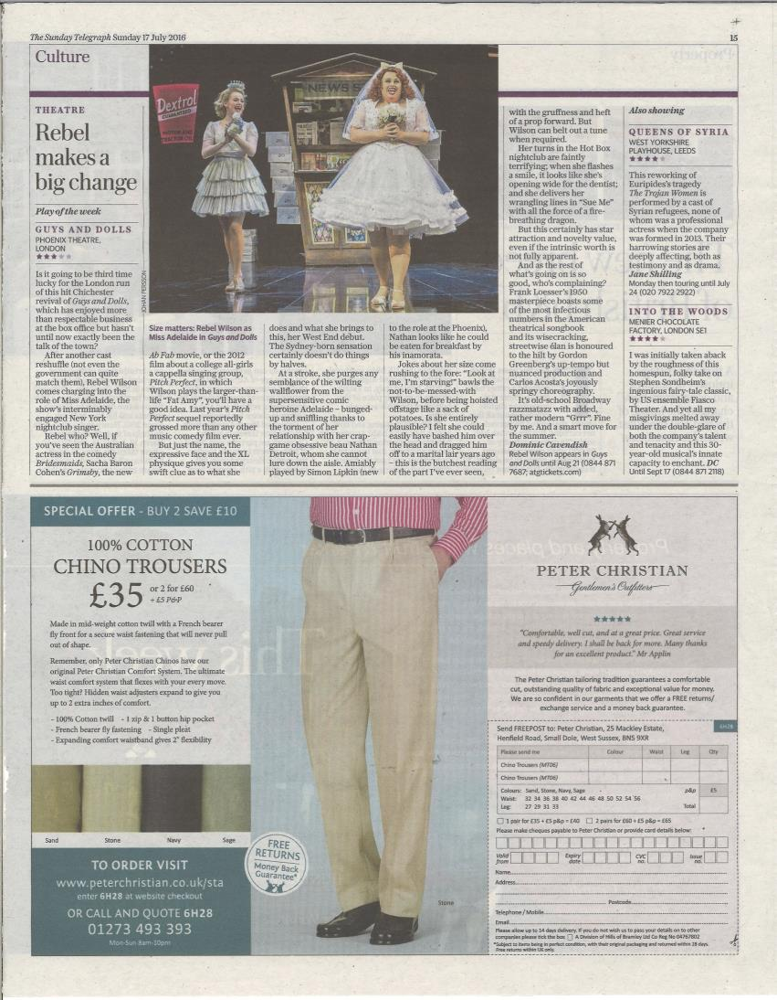 The Sunday Telegraph Sunday 17 July 2016
15
Culture
THEATRE
Rebel
makes a
big change
Play of the week
GUYS AND DOLLS
PHOENIX THEATRE,
LONDON
★★★★★
Is it going to be third time
lucky for the London run
of this hit Chichester
revival of Guys and Dolls,
which has enjoyed more
than respectable business
at the box office but hasn't
until now exactly been the
talk of the town?
After another cast
reshuffle (not even the
government can quite
match them), Rebel Wilson
comes charging into the
role of Miss Adelaide, the
show's interminably
engaged New York
nightclub singer.
Rebel who? Well, if
you've seen the Australian
actress in the comedy
Bridesmaids, Sacha Baron
Cohen's Grimsby, the new
Dextrol
GUARANTEED
MOTOR AND
TRACTOR OIL
NEWS S
JOHAN PERSSON
Size matters: Rebel Wilson as
Miss Adelaide in Guys and Dolls
Ab Fab movie, or the 2012
film about a college all-girls
a cappella singing group,
Pitch Perfect, in which
Wilson plays the larger-than-
life "Fat Amy", you'll have a
good idea. Last year's Pitch
Perfect sequel reportedly
grossed more than any other
music comedy film ever.
But just the name, the
expressive face and the XL
physique gives you some
swift clue as to what she
does and what she brings to
this, her West End debut.
The Sydney-born sensation
certainly doesn't do things
by halves.
At a stroke, she purges any
semblance of the wilting
wallflower from the
supersensitive comic
heroine Adelaide – bunged-
up and sniffling thanks to
the torment of her
relationship with her crap-
game obsessive beau Nathan
Detroit, whom she cannot
lure down the aisle. Amiably
played by Simon Lipkin (new
to the role at the Phoenix),
Nathan looks like he could
be eaten for breakfast by
his inamorata.
Jokes about her size come
rushing to the fore: "Look at
me, I'm starving!" bawls the
not-to-be-messed-with
Wilson, before being hoisted
offstage like a sack of
potatoes. Is she entirely
plausible? I felt she could
easily have bashed him over
the head and dragged him
off to a marital lair years ago
– this is the butchest reading
of the part I've ever seen,
with the gruffness and heft
of a prop forward. But
Wilson can belt out a tune
when required.
Her turns in the Hot Box
nightclub are faintly
terrifying; when she flashes
a smile, it looks like she's
opening wide for the dentist;
and she delivers her
wrangling lines in "Sue Me"
with all the force of a fire-
breathing dragon.
But this certainly has star
attraction and novelty value,
even if the intrinsic worth is
not fully apparent.
And as the rest of
what's going on is so
good, who's complaining?
Frank Loesser's 1950
masterpiece boasts some
of the most infectious
numbers in the American
theatrical songbook
and its wisecracking,
streetwise élan is honoured
to the hilt by Gordon
Greenberg's up-tempo but
nuanced production and
Carlos Acosta's joyously
springy choreography.
It's old-school Broadway
razzmatazz with added,
rather modern "Grrr". Fine
by me. And a smart move for
the summer.
Dominic Cavendish
Rebel Wilson appears in Guys
and Dolls until Aug 21 (0844 871
7687; atgtickets.com)
Also showing
QUEENS OF SYRIA
WEST YORKSHIRE
PLAYHOUSE, LEEDS
★★★★★
This reworking of
Euripides's tragedy
The Trojan Women is
performed by a cast of
Syrian refugees, none of
whom was a professional
actress when the company
was formed in 2013. Their
harrowing stories are
deeply affecting, both as
testimony and as drama.
Jane Shilling
Monday then touring until July
24 (020 7922 2922)
INTO THE WOODS
MENIER CHOCOLATE
FACTORY, LONDON SE1
★★★★★
I was initially taken aback
by the roughness of this
homespun, folky take on
Stephen Sondheim's
ingenious fairy-tale classic,
by US ensemble Fiasco
Theater. And yet all my
misgivings melted away
under the double-glare of
both the company's talent
and tenacity and this 30-
year-old musical's innate
capacity to enchant. DC
Until Sept 17 (0844 871 2118)
SPECIAL OFFER - BUY 2 SAVE £10
100% COTTON
CHINO TROUSERS
£35 or 2 for £60
+ £5 P&P
Made in mid-weight cotton twill with a French bearer
fly front for a secure waist fastening that will never pull
out of shape.
Remember, only Peter Christian Chinos have our
original Peter Christian Comfort System. The ultimate
waist comfort system that flexes with your every move.
Too tight? Hidden waist adjusters expand to give you
up to 2 extra inches of comfort.
- 100% Cotton twill - 1 zip & 1 button hip pocket
- French bearer fly fastening - Single pleat
- Expanding comfort waistband gives 2" flexibility
Sand Stone Navy Sage
TO ORDER VISIT
www.peterchristian.co.uk/sta
enter 6H28 at website checkout
OR CALL AND QUOTE 6H28
01273 493 393
Mon-Sun 8am-10pm
FREE
RETURNS
Money Back
Guarantee*
Stone
PETER CHRISTIAN
Gentlemen's Outfitters
★★★★★
"Comfortable, well cut, and at a great price. Great service
and speedy delivery. I shall be back for more. Many thanks
for an excellent product." Mr Applin
The Peter Christian tailoring tradition guarantees a comfortable
cut, outstanding quality of fabric and exceptional value for money.
We are so confident in our garments that we offer a FREE returns/
exchange service and a money back guarantee.
6H28
Send FREEPOST to: Peter Christian, 25 Mackley Estate,
Henfield Road, Small Dole, West Sussex, BN5 9XR
Please send me Colour Waist Leg Qty
Chino Trousers (MT06)
Chino Trousers (MT06)
Colours: Sand, Stone, Navy, Sage p&p £5
Waist: 32 34 36 38 40 42 44 46 48 50 52 54 56
Leg: 27 29 31 33 Total
1 pair for £35 + £5 p&p = £40 2 pairs for £60 + £5 p&p = £65
Please make cheques payable to Peter Christian or provide card details below:
Valid from Expiry date CVC no. Issue no.
Name
Address
Postcode
Telephone / Mobile
Email
Please allow up to 14 days delivery. If you do not wish us to pass your details on to other
companies please tick the box A Division of Hills of Bramley Ltd Co Reg No 04767802
*Subject to items being in perfect condition, with their original packaging and returned within 28 days.
Free returns within UK only.